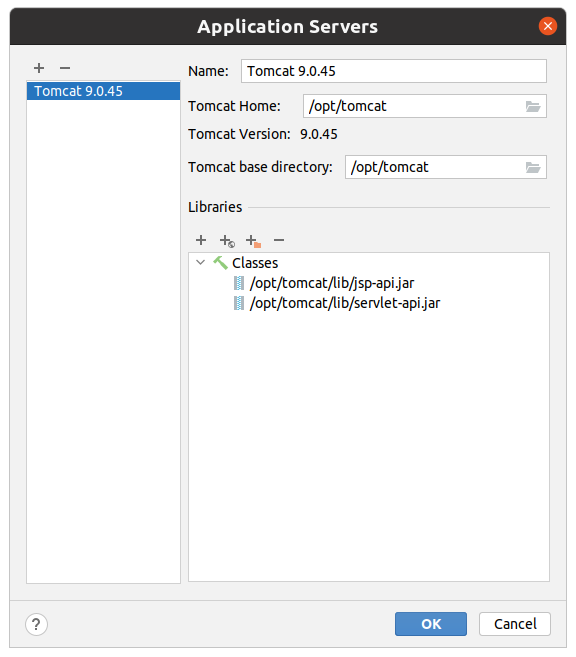 Application Servers
Tomcat 9.0.45
Name: Tomcat 9.0.45
Tomcat Home: /opt/tomcat
Tomcat Version: 9.0.45
Tomcat base directory: /opt/tomcat
Libraries
Classes
/opt/tomcat/lib/jsp-api.jar
/opt/tomcat/lib/servlet-api.jar
?
OK
Cancel